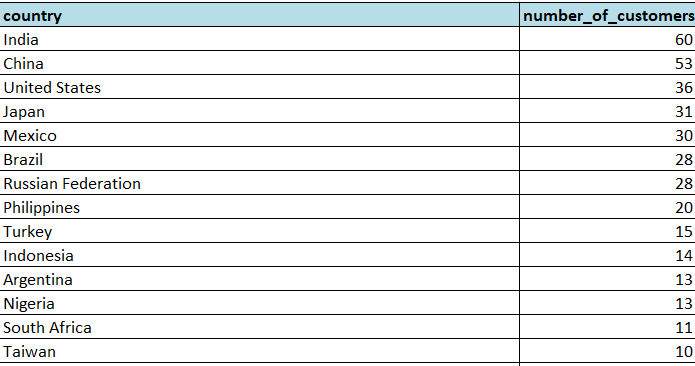 country number_of_customers
India 60
China 53
United States 36
Japan 31
Mexico 30
Brazil 28
Russian Federation 28
Philippines 20
Turkey 15
Indonesia 14
Argentina 13
Nigeria 13
South Africa 11
Taiwan 10